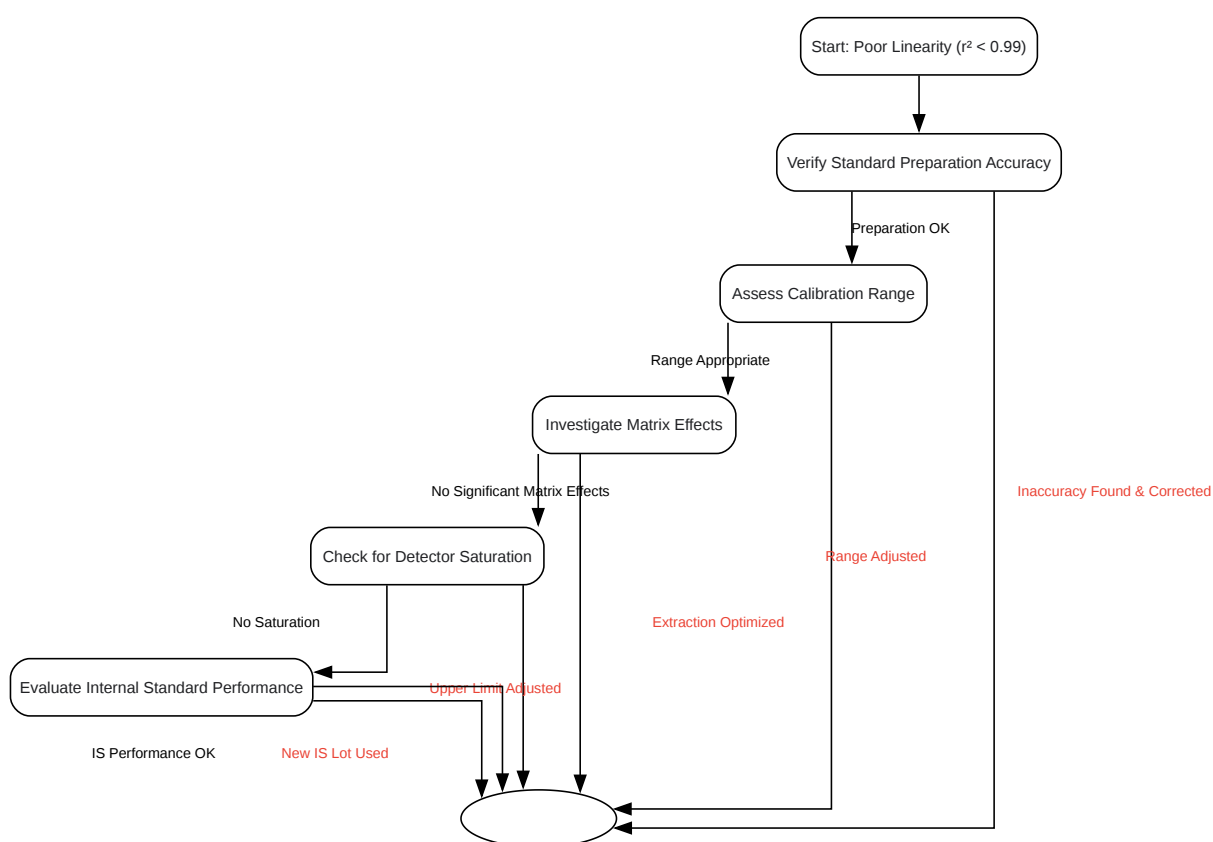 Start: Poor Linearity (r² < 0.99)
Verify Standard Preparation Accuracy
Preparation OK
Assess Calibration Range
Range Appropriate
Investigate Matrix Effects
No Significant Matrix Effects
Inaccuracy Found & Corrected
Check for Detector Saturation
Range Adjusted
No Saturation
Extraction Optimized
Evaluate Internal Standard Performance
Upper Limit Adjusted
IS Performance OK
New IS Lot Used